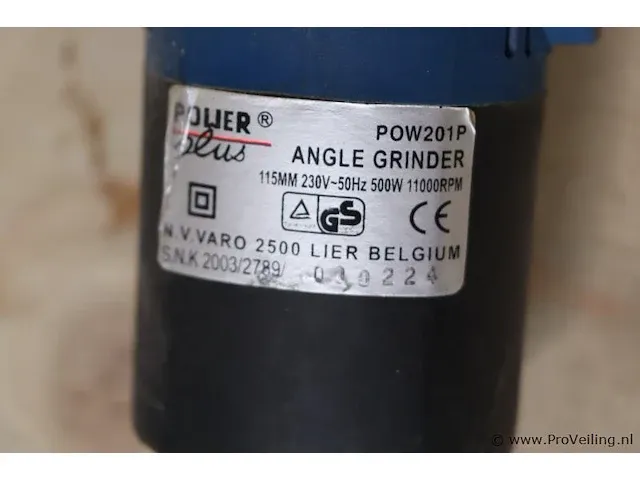 POWER ®
plus
POW201P
ANGLE GRINDER
115MM 230V~50Hz 500W 11000RPM
GS CE
N.V.VARO 2500 LIER BELGIUM
S.N.K 2003/2789/ 030224
© www.ProVeiling.nl